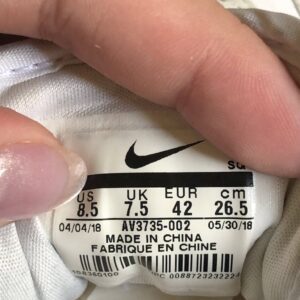 SQ
US UK EUR cm
8.5 7.5 42 26.5
04/04/18 AV3735-002 05/30/18
MADE IN CHINA
FABRIQUE EN CHINE